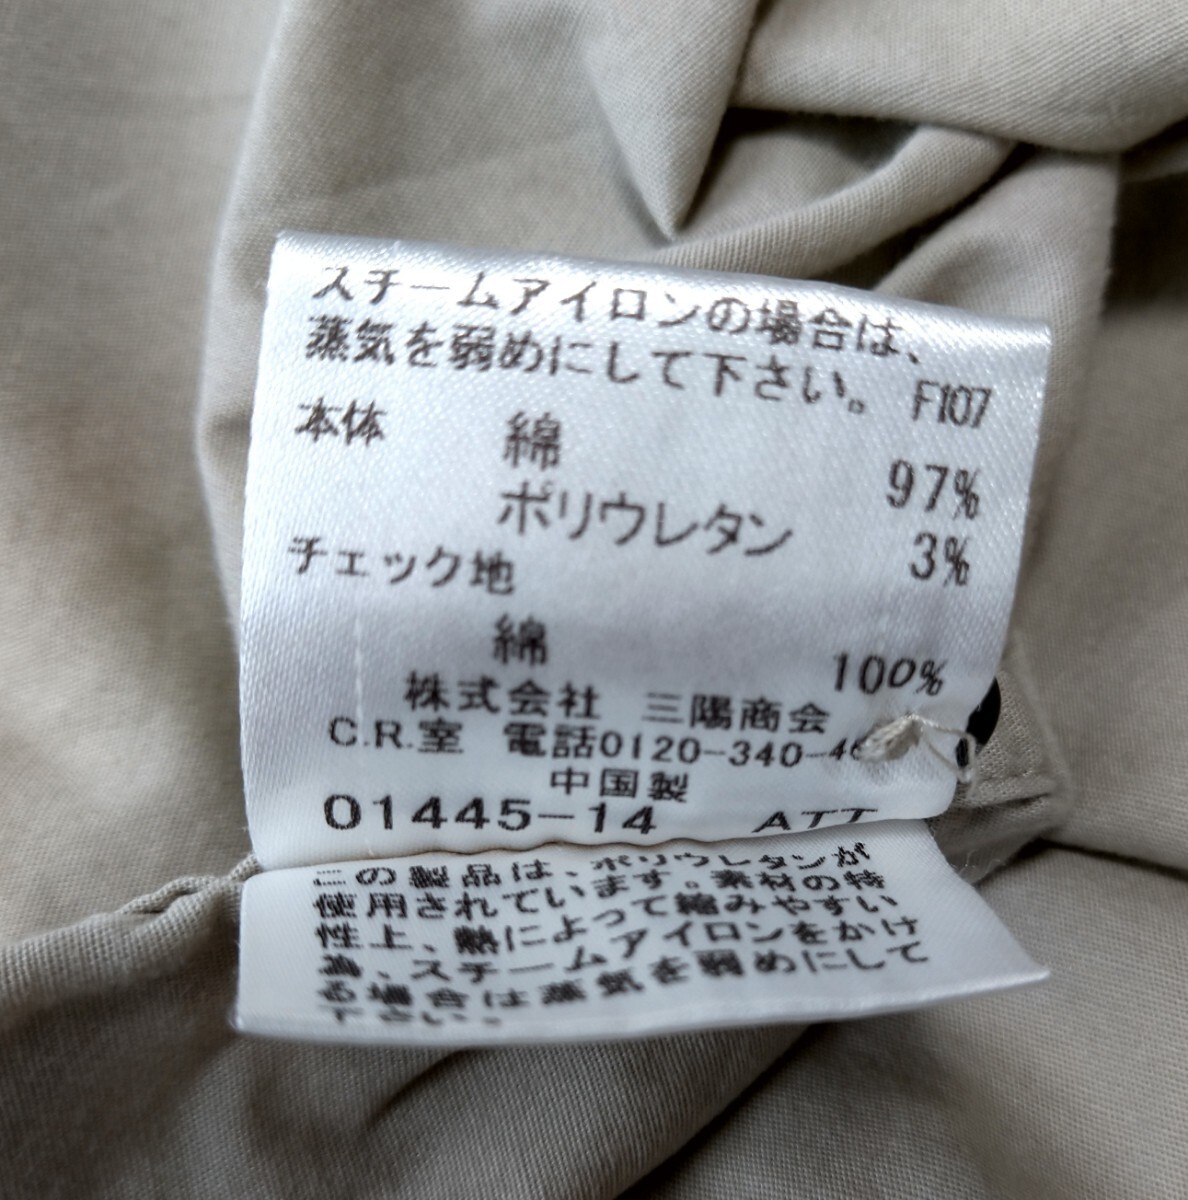 スチームアイロンの場合は、
蒸気を弱めにして下さい。 F107
本体 綿 97%
ポリウレタン 3%
チェック地
綿 100%
株式会社 三陽商会
C.R.室 電話0120-340-46
中国製
01445-14 ATT
この製品は、ポリウレタンが
使用されています。素材の特
性上、熱によって縮みやすい
為、スチームアイロンをかけ
る場合は蒸気を弱めにして
下さい。